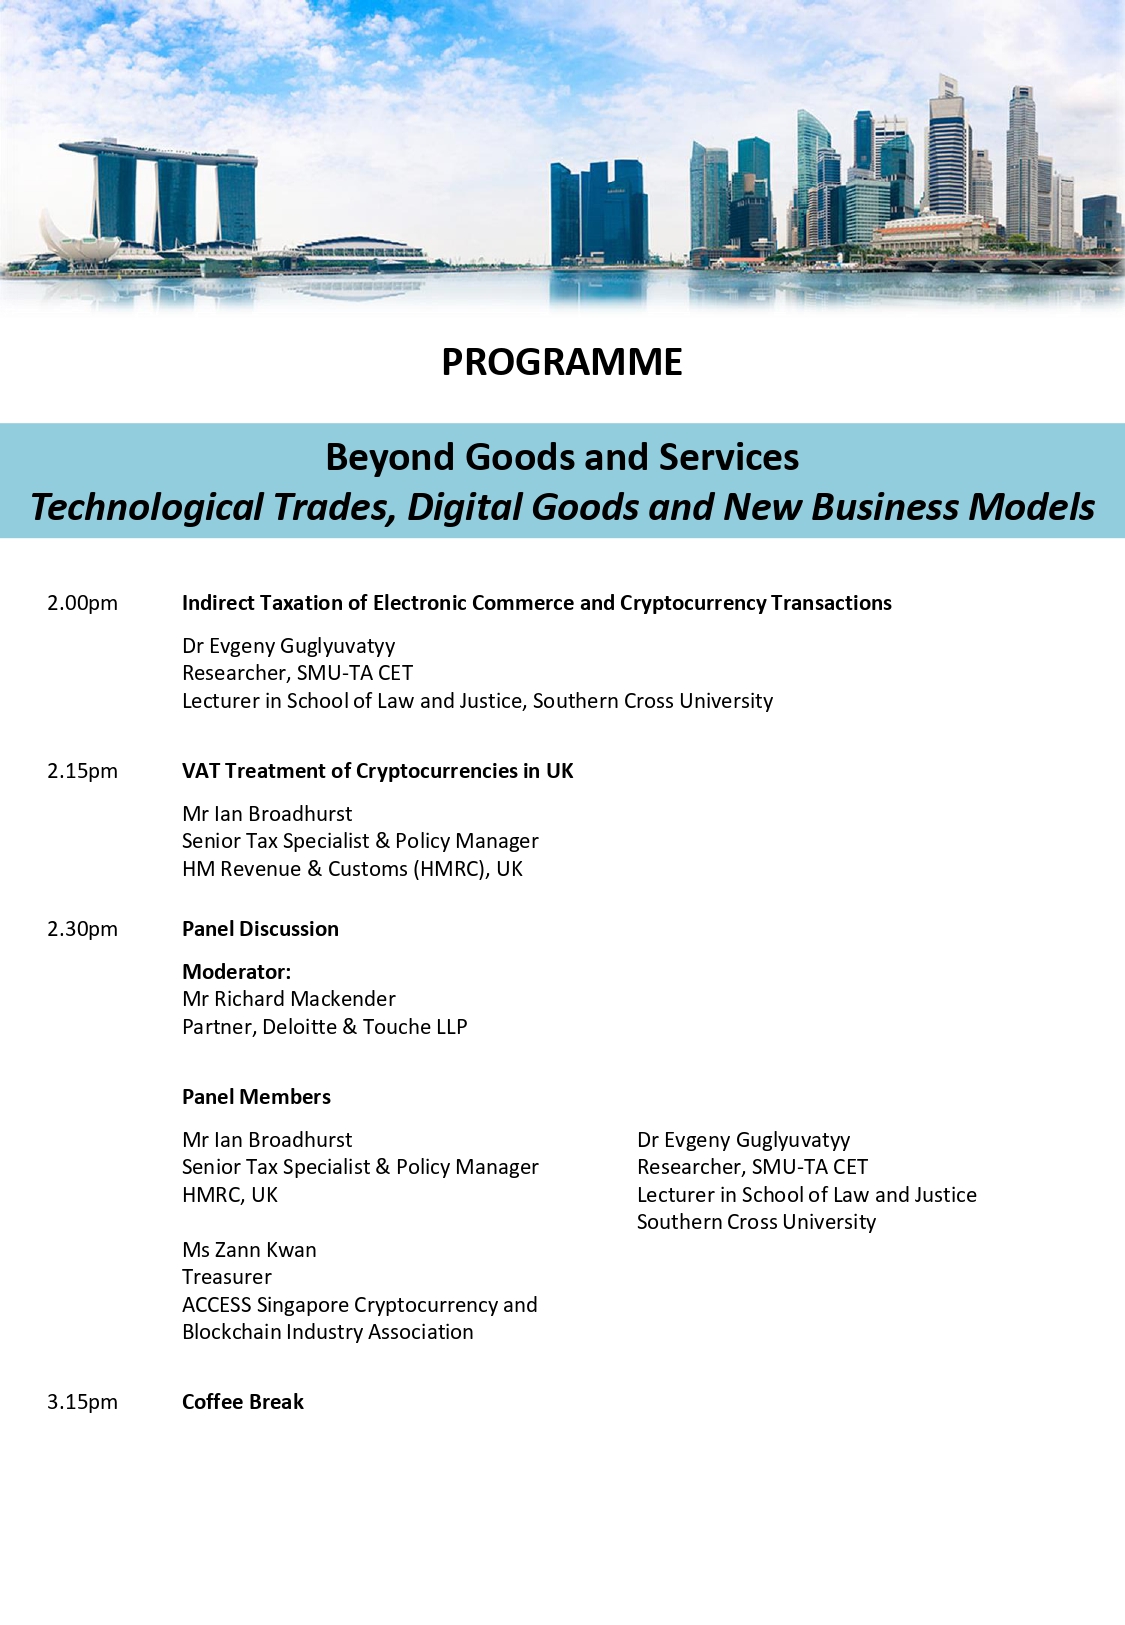 PROGRAMME
Beyond Goods and Services
Technological Trades, Digital Goods and New Business Models
2.00pm Indirect Taxation of Electronic Commerce and Cryptocurrency Transactions
Dr Evgeny Guglyuvatyy
Researcher, SMU-TA CET
Lecturer in School of Law and Justice, Southern Cross University
2.15pm VAT Treatment of Cryptocurrencies in UK
Mr Ian Broadhurst
Senior Tax Specialist & Policy Manager
HM Revenue & Customs (HMRC), UK
2.30pm Panel Discussion
Moderator:
Mr Richard Mackender
Partner, Deloitte & Touche LLP
Panel Members
Mr Ian Broadhurst
Senior Tax Specialist & Policy Manager
HMRC, UK
Dr Evgeny Guglyuvatyy
Researcher, SMU-TA CET
Lecturer in School of Law and Justice
Southern Cross University
Ms Zann Kwan
Treasurer
ACCESS Singapore Cryptocurrency and
Blockchain Industry Association
3.15pm Coffee Break